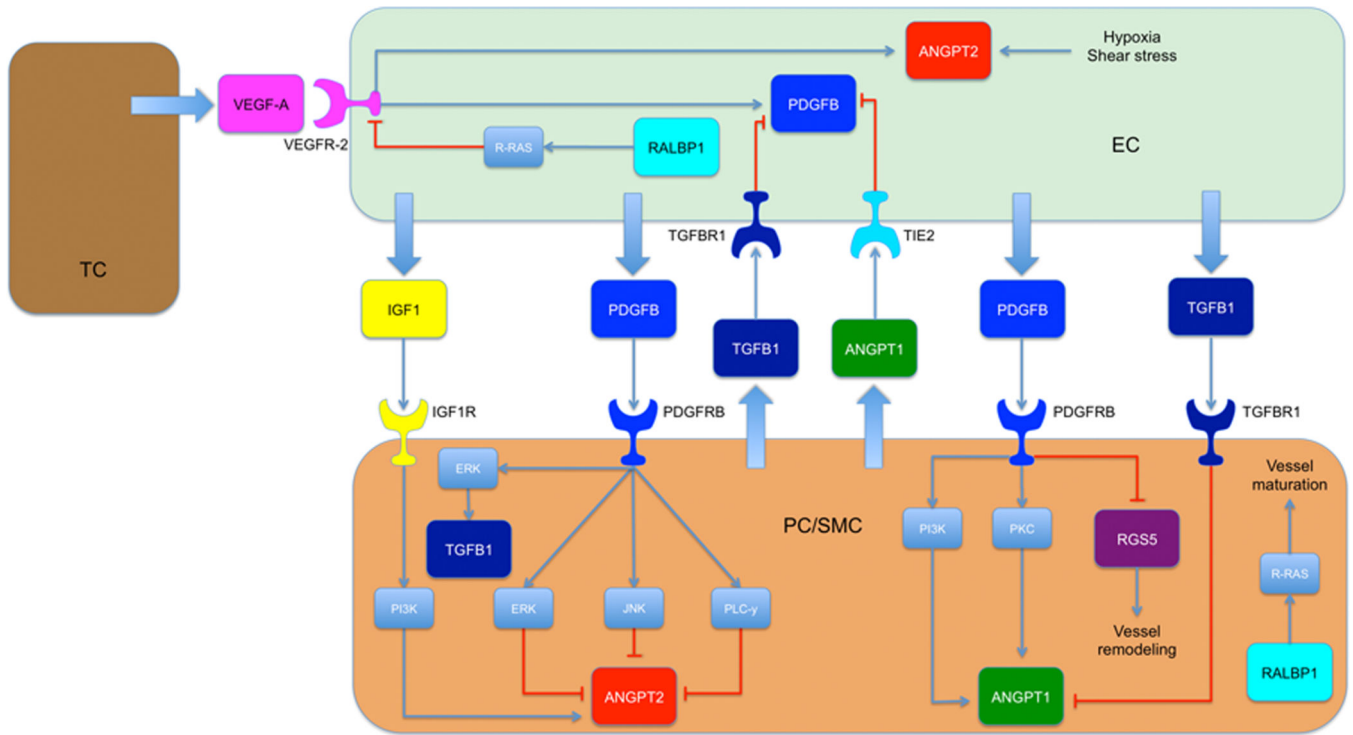 Hypoxia
Shear stress
ANGPT2
VEGF-A
PDGFB
VEGFR-2
R-RAS
RALBP1
EC
TC
TGFBR1
TIE2
IGF1
PDGFB
TGFB1
ANGPT1
PDGFB
TGFB1
IGF1R
PDGFRB
PDGFRB
TGFBR1
ERK
TGFB1
PC/SMC
PI3K
PKC
RGS5
Vessel
maturation
R-RAS
PI3K
ERK
JNK
PLC-y
Vessel
remodeling
ANGPT2
ANGPT1
RALBP1